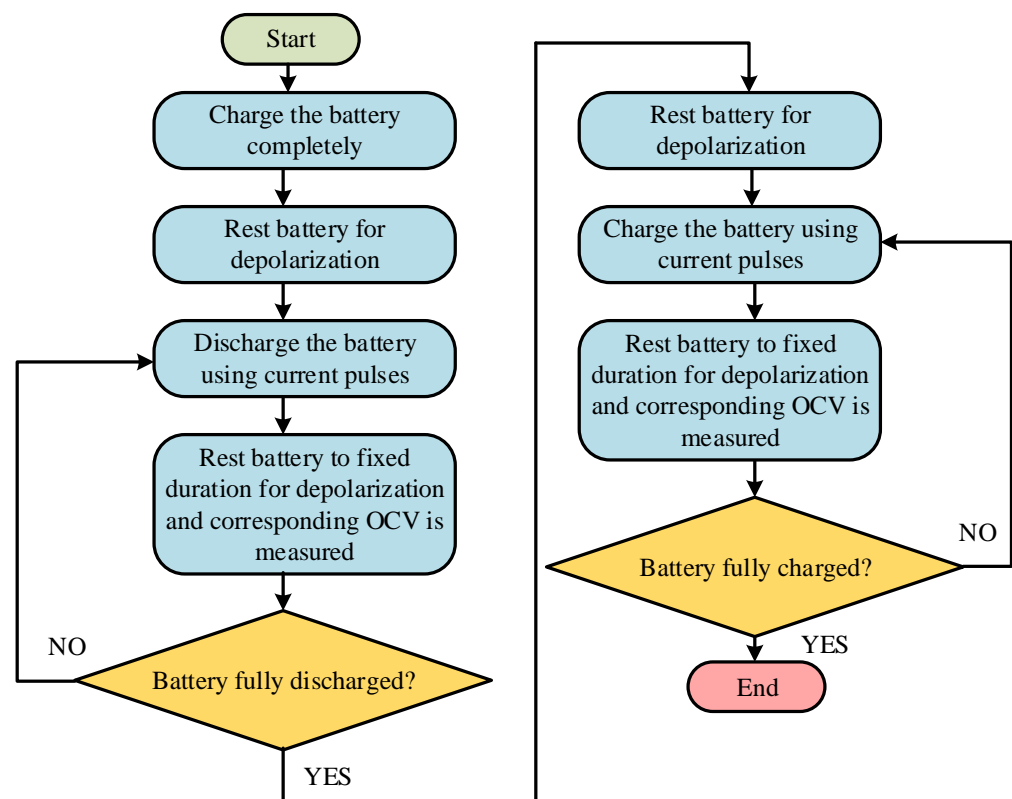 Start
Charge the battery
completely
Rest battery for
depolarization
Discharge the battery
using current pulses
Rest battery to fixed
duration for depolarization
and corresponding OCV is
measured
NO
Battery fully discharged?
YES
Rest battery for
depolarization
Charge the battery using
current pulses
Rest battery to fixed
duration for depolarization
and corresponding OCV is
measured
NO
Battery fully charged?
YES
End